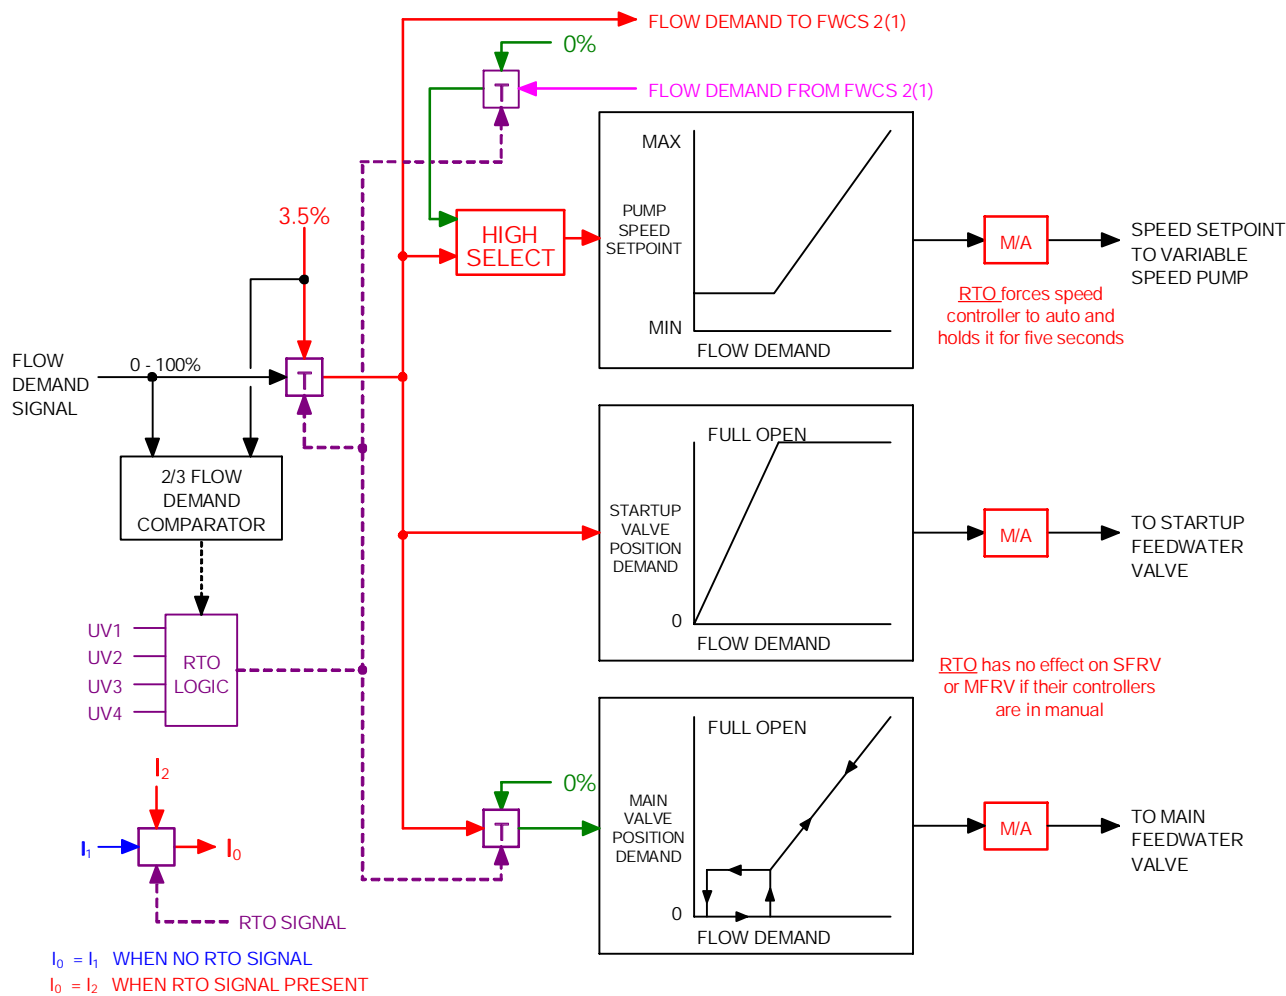 FLOW DEMAND TO FWCS 2(1)
0%
T
FLOW DEMAND FROM FWCS 2(1)
MAX
PUMP
SPEED
SETPOINT
MIN
FLOW DEMAND
3.5%
HIGH
SELECT
M/A
SPEED SETPOINT
TO VARIABLE
SPEED PUMP
RTO forces speed
controller to auto and
holds it for five seconds
FLOW
DEMAND
SIGNAL
0 - 100%
T
2/3 FLOW
DEMAND
COMPARATOR
FULL OPEN
STARTUP
VALVE
POSITION
DEMAND
0
FLOW DEMAND
M/A
TO STARTUP
FEEDWATER
VALVE
UV1
UV2
UV3
UV4
RTO
LOGIC
RTO has no effect on SFRV
or MFRV if their controllers
are in manual
FULL OPEN
0%
T
MAIN
VALVE
POSITION
DEMAND
0
FLOW DEMAND
M/A
TO MAIN
FEEDWATER
VALVE
I₂
I₁
I₀
RTO SIGNAL
I₀ = I₁ WHEN NO RTO SIGNAL
I₀ = I₂ WHEN RTO SIGNAL PRESENT